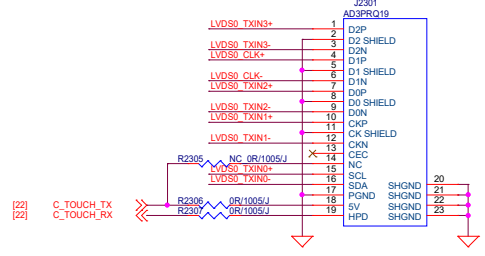 J2301
AD3PRQ19
LVDS0_TXIN3+ 1 D2P
2 D2 SHIELD
LVDS0_TXIN3- 3 D2N
LVDS0_CLK+ 4 D1P
5 D1 SHIELD
LVDS0_CLK- 6 D1N
LVDS0_TXIN2+ 7 D0P
8 D0 SHIELD
LVDS0_TXIN2- 9 D0N
LVDS0_TXIN1+ 10 CKP
11 CK SHIELD
LVDS0_TXIN1- 12 CKN
13 CEC
R2305 NC_0R/1005/J 14 NC
LVDS0_TXIN0+ 15 SCL
LVDS0_TXIN0- 16 SDA SHGND 20
17 PGND SHGND 21
[22] C_TOUCH_TX R2306 0R/1005/J 18 5V SHGND 22
[22] C_TOUCH_RX R2307 0R/1005/J 19 HPD SHGND 23